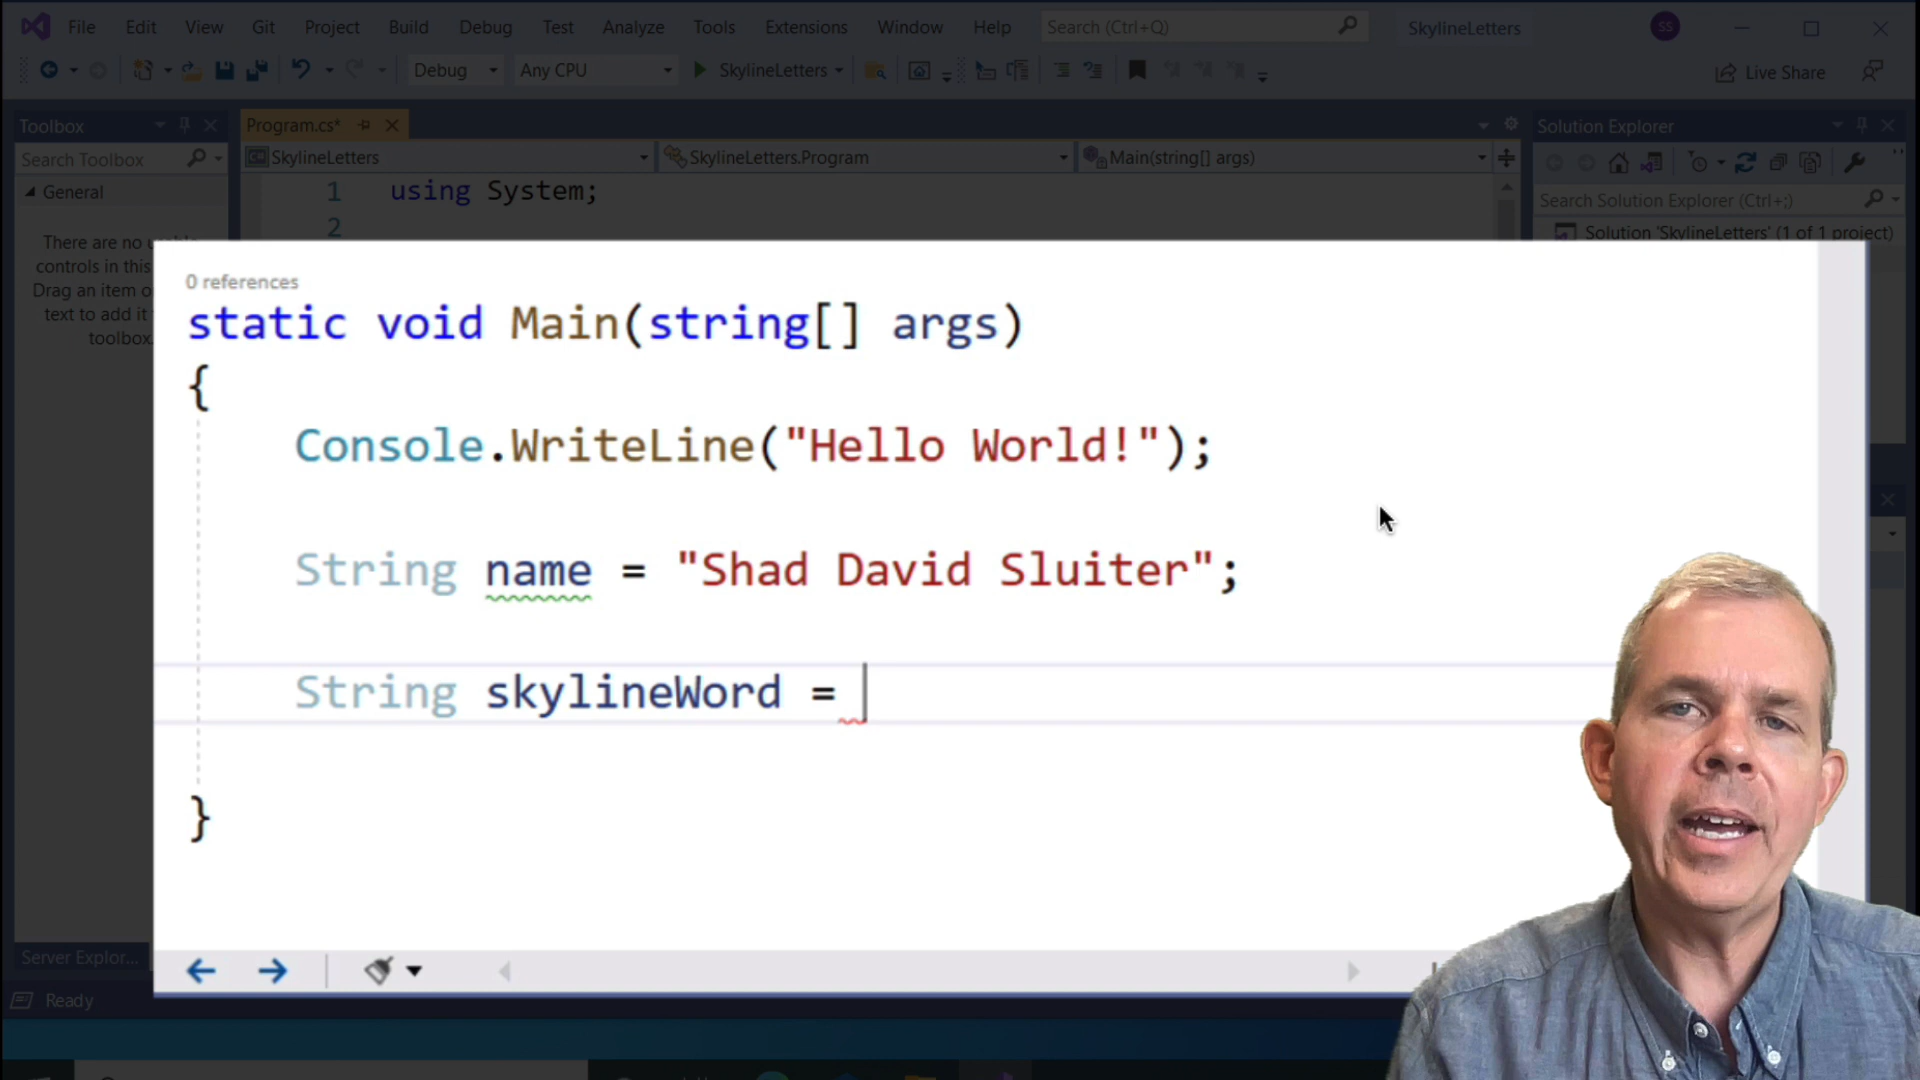 File Edit View Git Project Build Debug Test Analyze Tools Extensions Window Help Search (Ctrl+Q) SkylineLetters SS
Debug Any CPU SkylineLetters Live Share
Toolbox Program.cs* Solution Explorer
Search Toolbox SkylineLetters SkylineLetters.Program Main(string[] args)
General 1 using System; Search Solution Explorer (Ctrl+;)
2 Solution 'SkylineLetters' (1 of 1 project)
There are no
controls in this
Drag an item
text to add it
toolbox.
0 references
static void Main(string[] args)
{
Console.WriteLine("Hello World!");
String name = "Shad David Sluiter";
String skylineWord =
}
Server Explor...
Ready